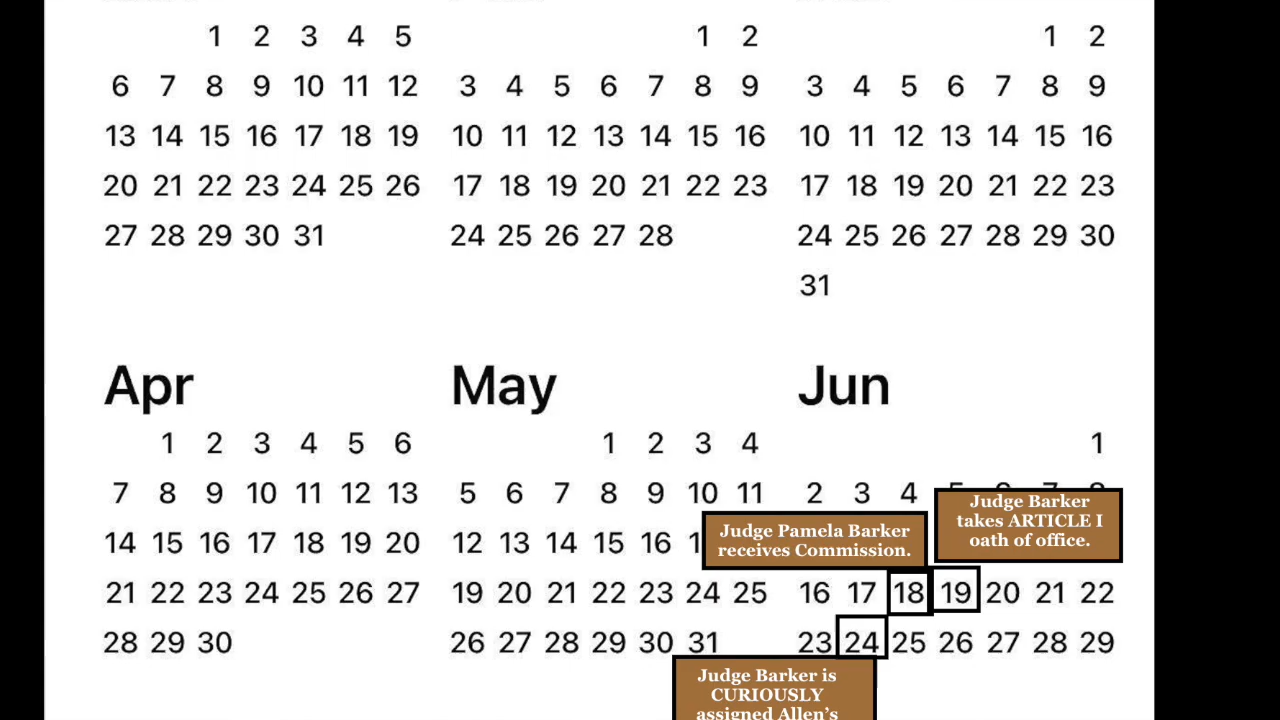 1 2 3 4 5
6 7 8 9 10 11 12
13 14 15 16 17 18 19
20 21 22 23 24 25 26
27 28 29 30 31
1 2
3 4 5 6 7 8 9
10 11 12 13 14 15 16
17 18 19 20 21 22 23
24 25 26 27 28
1 2
3 4 5 6 7 8 9
10 11 12 13 14 15 16
17 18 19 20 21 22 23
24 25 26 27 28 29 30
31
Apr
1 2 3 4 5 6
7 8 9 10 11 12 13
14 15 16 17 18 19 20
21 22 23 24 25 26 27
28 29 30
May
1 2 3 4
5 6 7 8 9 10 11
12 13 14 15 16
19 20 21 22 23 24 25
26 27 28 29 30 31
Jun
1
2 3 4
Judge Barker
takes ARTICLE I
oath of office.
Judge Pamela Barker
receives Commission.
16 17 18 19 20 21 22
23 24 25 26 27 28 29
Judge Barker is
CURIOUSLY
assigned Allen's